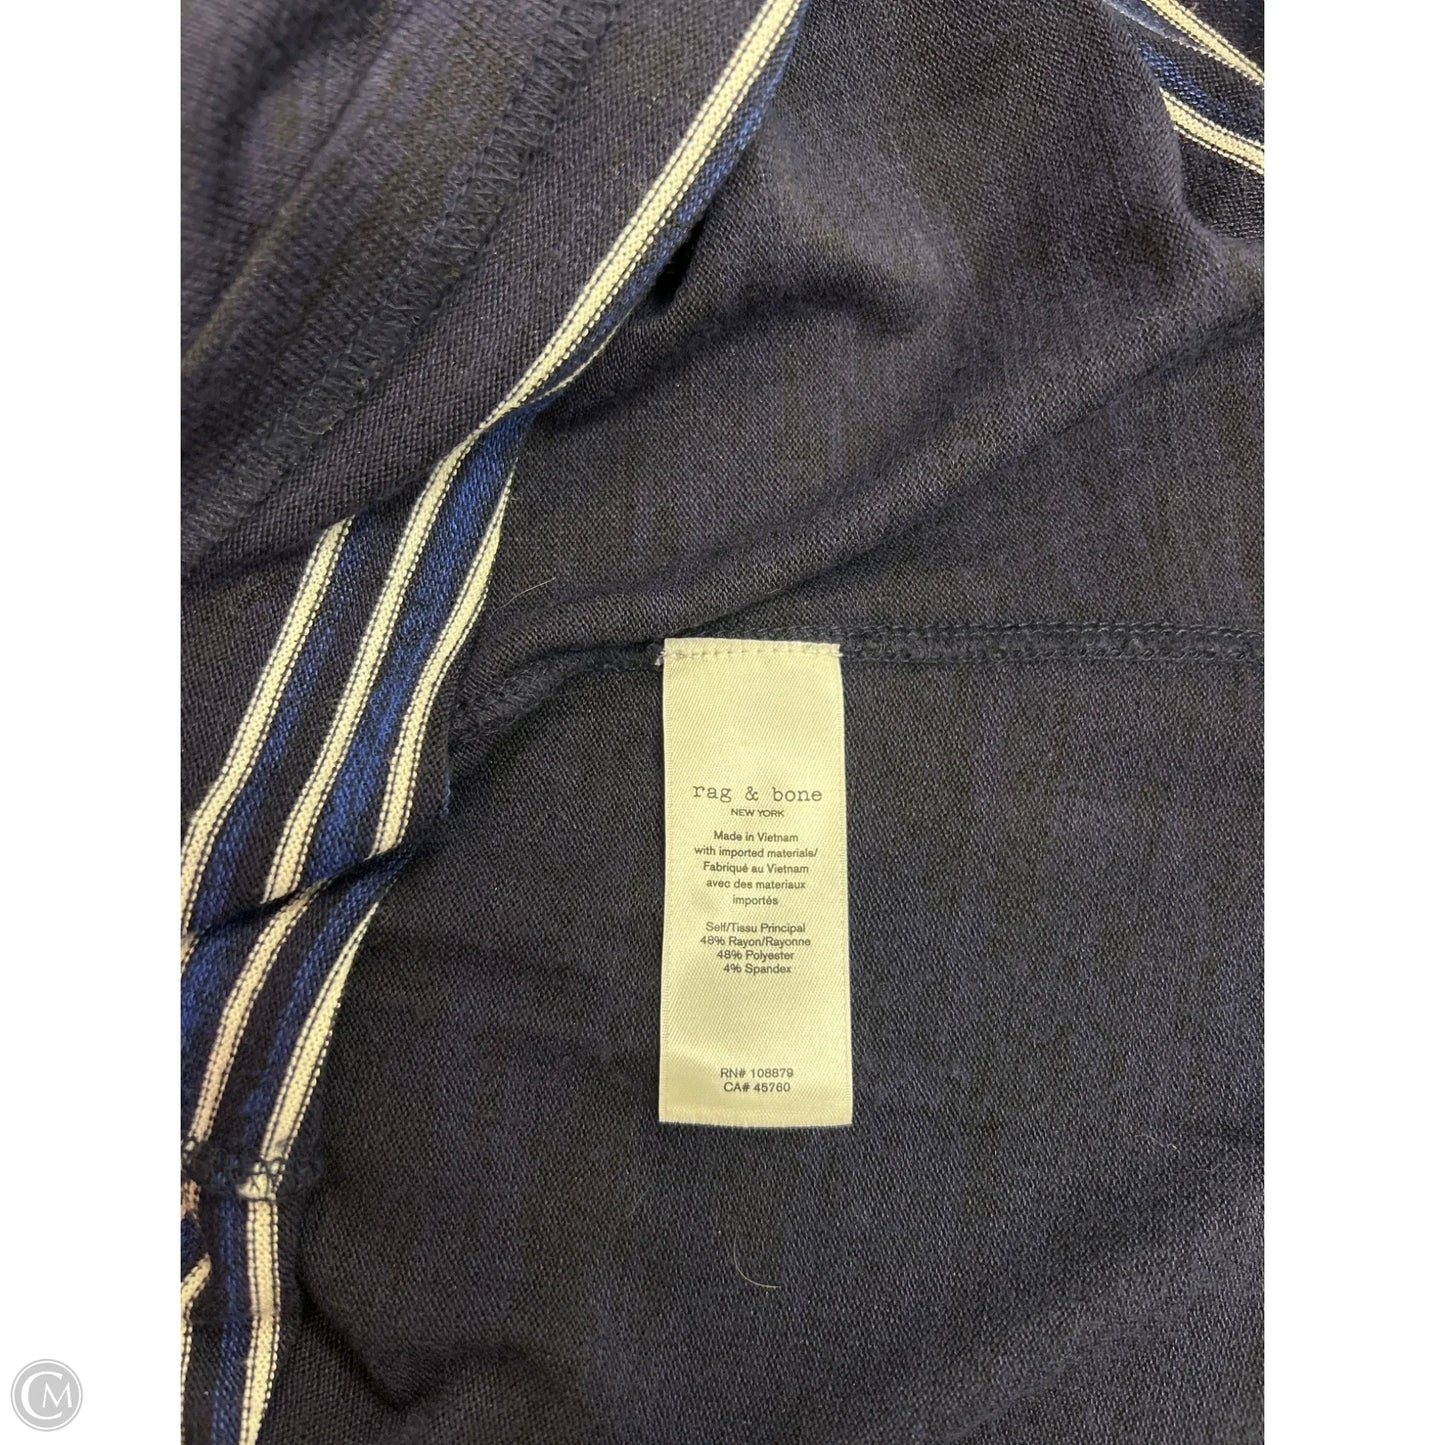 rag & bone
NEW YORK
Made in Vietnam
with imported materials/
Fabriqué au Vietnam
avec des materiaux
importés
Self/Tissu Principal
48% Rayon/Rayonne
48% Polyester
4% Spandex
RN# 108879
CA# 45760
CM